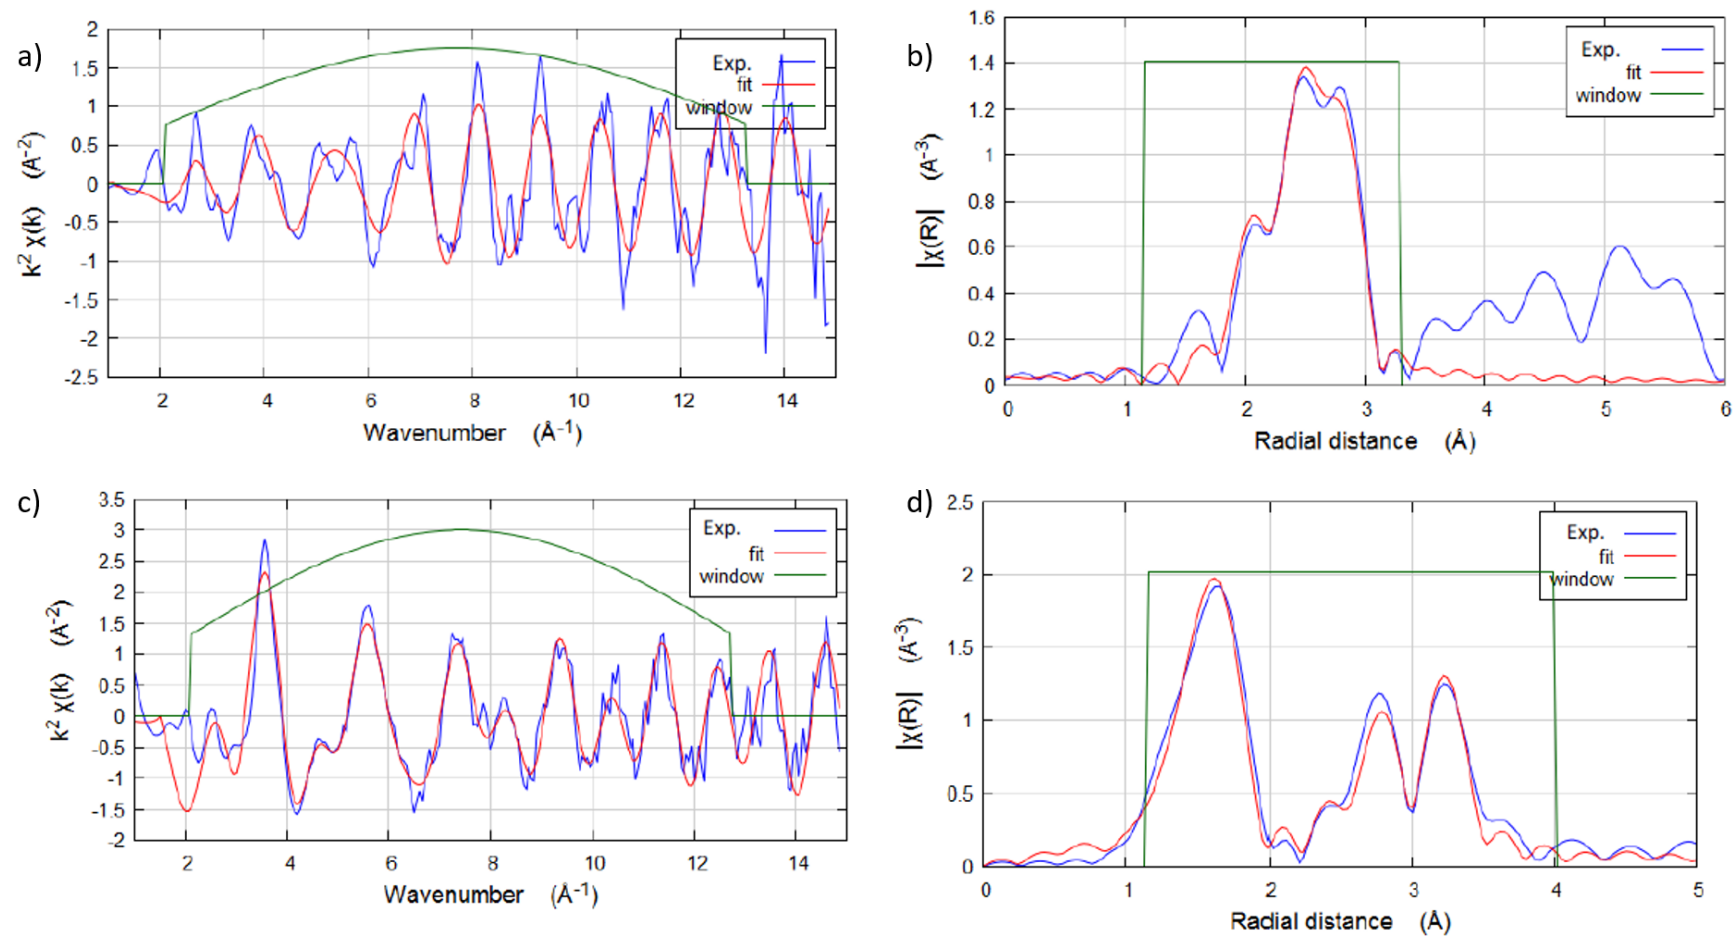 a)
2
1.5
1
0.5
0
-0.5
-1
-1.5
-2
-2.5
k2 χ(k) (A-2)
Exp.
fit
window
2 4 6 8 10 12 14
Wavenumber (Å-1)
b)
1.6
1.4
1.2
1
0.8
0.6
0.4
0.2
0
|χ(R)| (A-3)
Exp.
fit
window
0 1 2 3 4 5 6
Radial distance (Å)
c)
3.5
3
2.5
2
1.5
1
0.5
0
-0.5
-1
-1.5
-2
k2 χ(k) (A-2)
Exp.
fit
window
2 4 6 8 10 12 14
Wavenumber (Å-1)
d)
2.5
2
1.5
1
0.5
0
|χ(R)| (A-3)
Exp.
fit
window
0 1 2 3 4 5
Radial distance (Å)